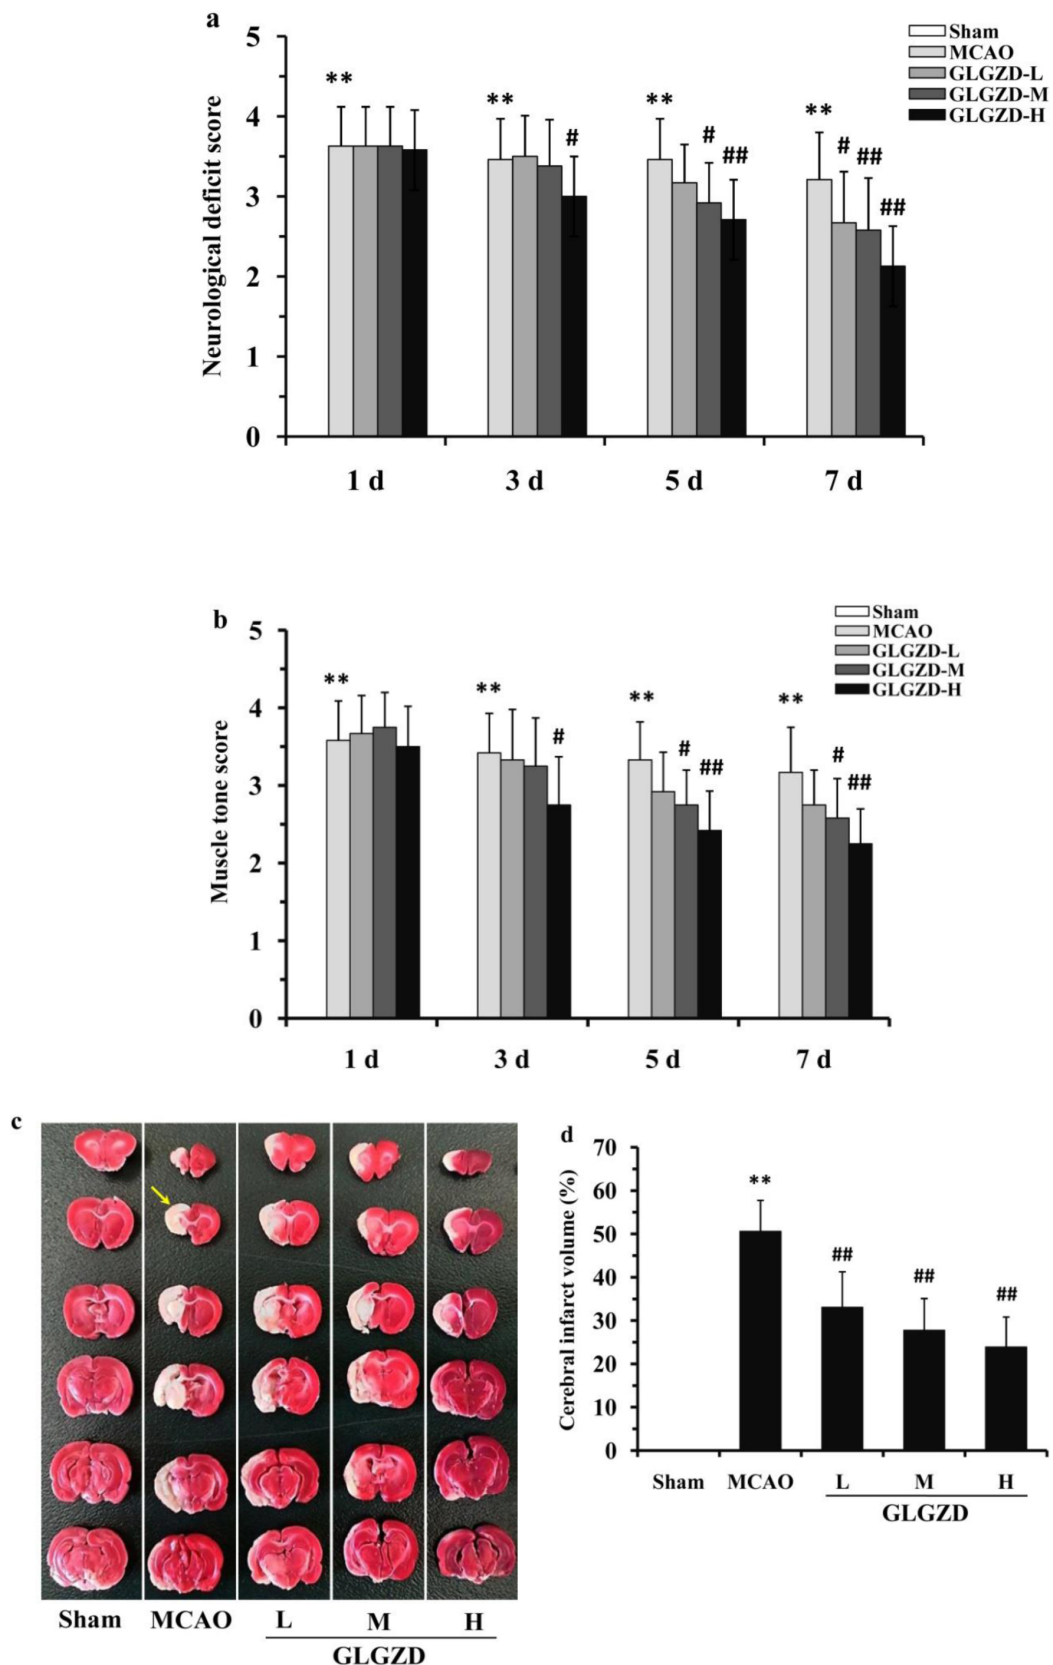 a
Sham
MCAO
GLGZD-L
GLGZD-M
GLGZD-H
Neurological deficit score
5
4
3
2
1
0
**
**
#
**
#
##
**
#
##
##
1 d
3 d
5 d
7 d
b
Sham
MCAO
GLGZD-L
GLGZD-M
GLGZD-H
Muscle tone score
5
4
3
2
1
0
**
**
#
**
#
##
**
#
##
1 d
3 d
5 d
7 d
c
Sham
MCAO
L
M
H
GLGZD
d
Cerebral infarct volume (%)
70
60
50
40
30
20
10
0
**
##
##
##
Sham
MCAO
L
M
H
GLGZD